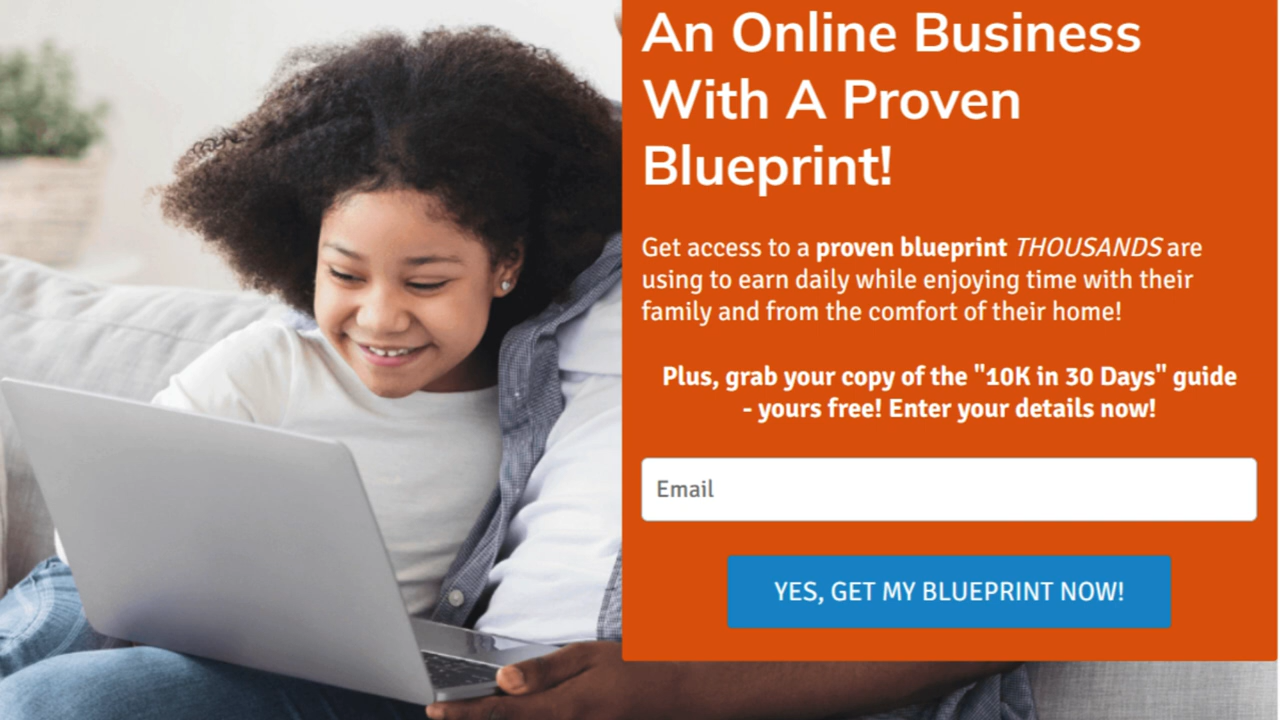 An Online Business
With A Proven
Blueprint!
Get access to a proven blueprint THOUSANDS are
using to earn daily while enjoying time with their
family and from the comfort of their home!
Plus, grab your copy of the "10K in 30 Days" guide
- yours free! Enter your details now!
Email
YES, GET MY BLUEPRINT NOW!